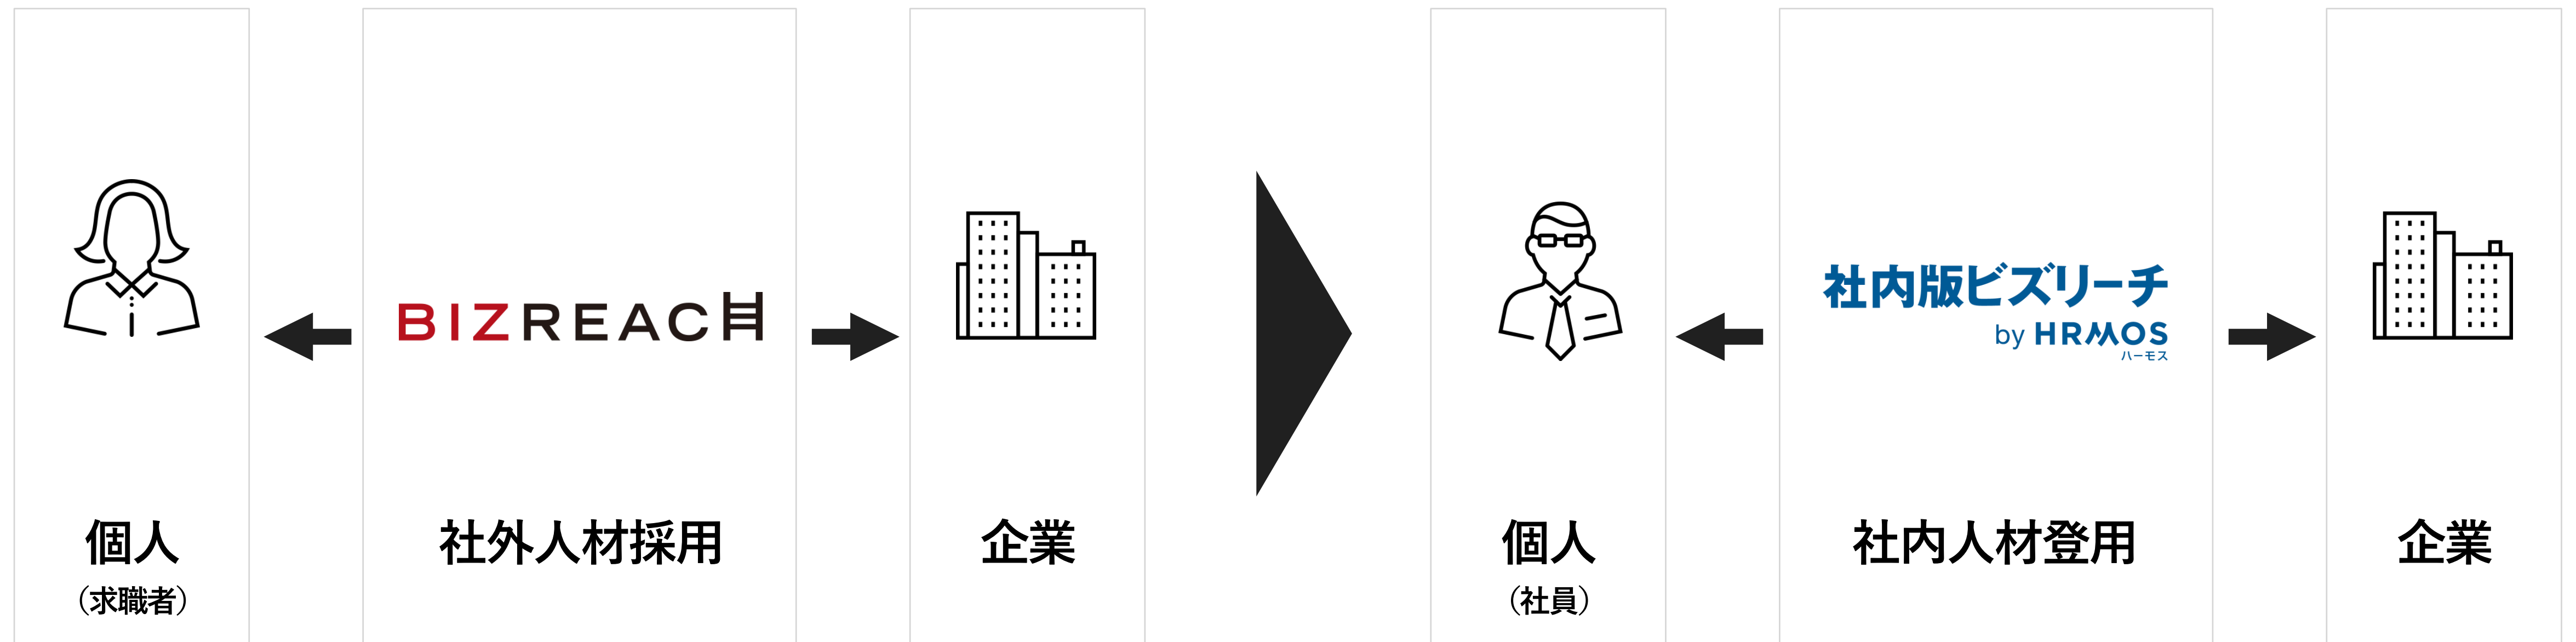 個人
(求職者)
BIZREACH
社外人材採用
企業
個人
(社員)
社内版ビズリーチ
by HRMOS
ハーモス
社内人材登用
企業